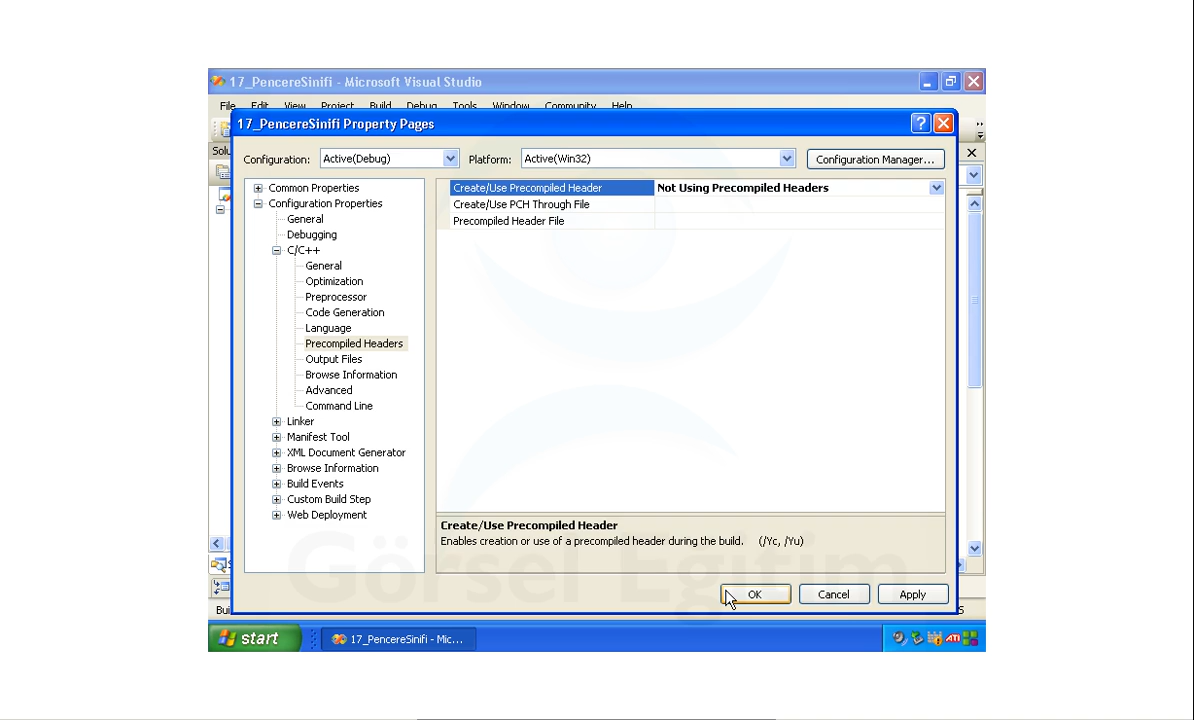 17_PencereSinifi - Microsoft Visual Studio
File Edit View Project Build Debug Tools Window Community Help
17_PencereSinifi Property Pages
Solu
Configuration: Active(Debug) Platform: Active(Win32) Configuration Manager...
Common Properties
Configuration Properties
General
Debugging
C/C++
General
Optimization
Preprocessor
Code Generation
Language
Precompiled Headers
Output Files
Browse Information
Advanced
Command Line
Linker
Manifest Tool
XML Document Generator
Browse Information
Build Events
Custom Build Step
Web Deployment
Create/Use Precompiled Header Not Using Precompiled Headers
Create/Use PCH Through File
Precompiled Header File
Create/Use Precompiled Header
Enables creation or use of a precompiled header during the build. (/Yc, /Yu)
Görsel Eğitim
OK Cancel Apply
Bui
start 17_PencereSinifi - Mic... ATI